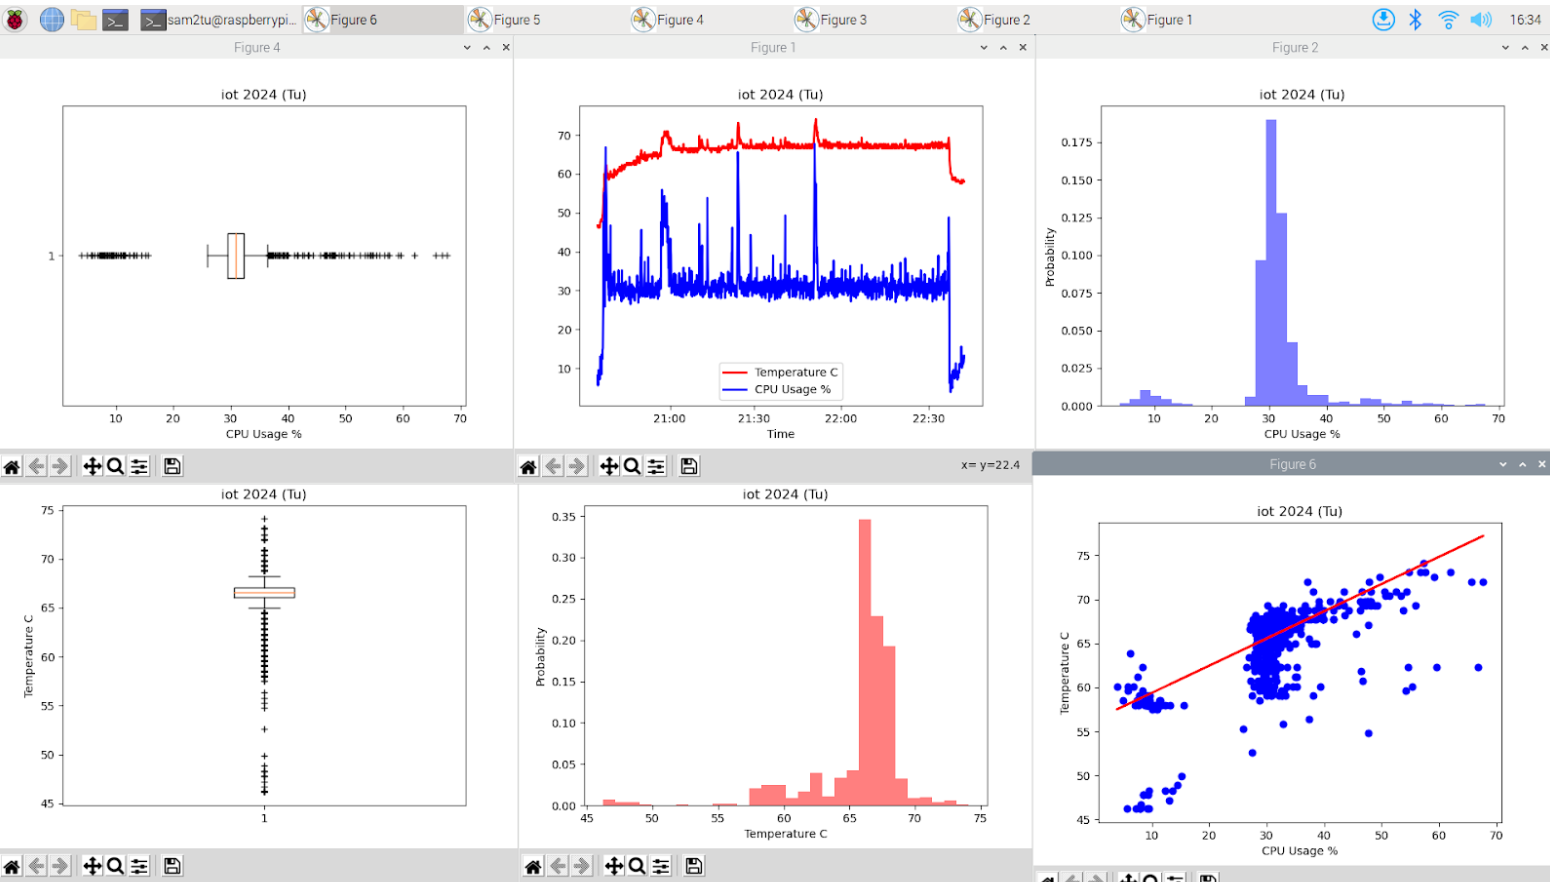 sam2tu@raspberrypi... Figure 6 Figure 5 Figure 4 Figure 3 Figure 2 Figure 1 16:34
Figure 4
iot 2024 (Tu)
1
10 20 30 40 50 60 70
CPU Usage %
Figure 1
iot 2024 (Tu)
70
60
50
40
30
20
10
Temperature C
CPU Usage %
21:00 21:30 22:00 22:30
Time
x= y=22.4
Figure 2
iot 2024 (Tu)
Probability
0.175
0.150
0.125
0.100
0.075
0.050
0.025
0.000
10 20 30 40 50 60 70
CPU Usage %
iot 2024 (Tu)
Temperature C
75
70
65
60
55
50
45
1
iot 2024 (Tu)
Probability
0.35
0.30
0.25
0.20
0.15
0.10
0.05
0.00
45 50 55 60 65 70 75
Temperature C
Figure 6
iot 2024 (Tu)
Temperature C
75
70
65
60
55
50
45
10 20 30 40 50 60 70
CPU Usage %